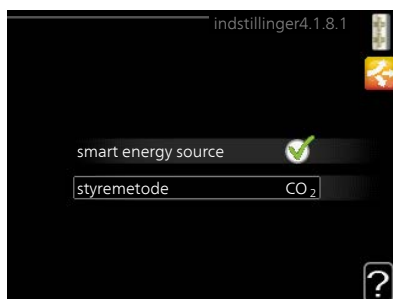 indstillinger4.1.8.1
smart energy source
styremetode CO₂
?